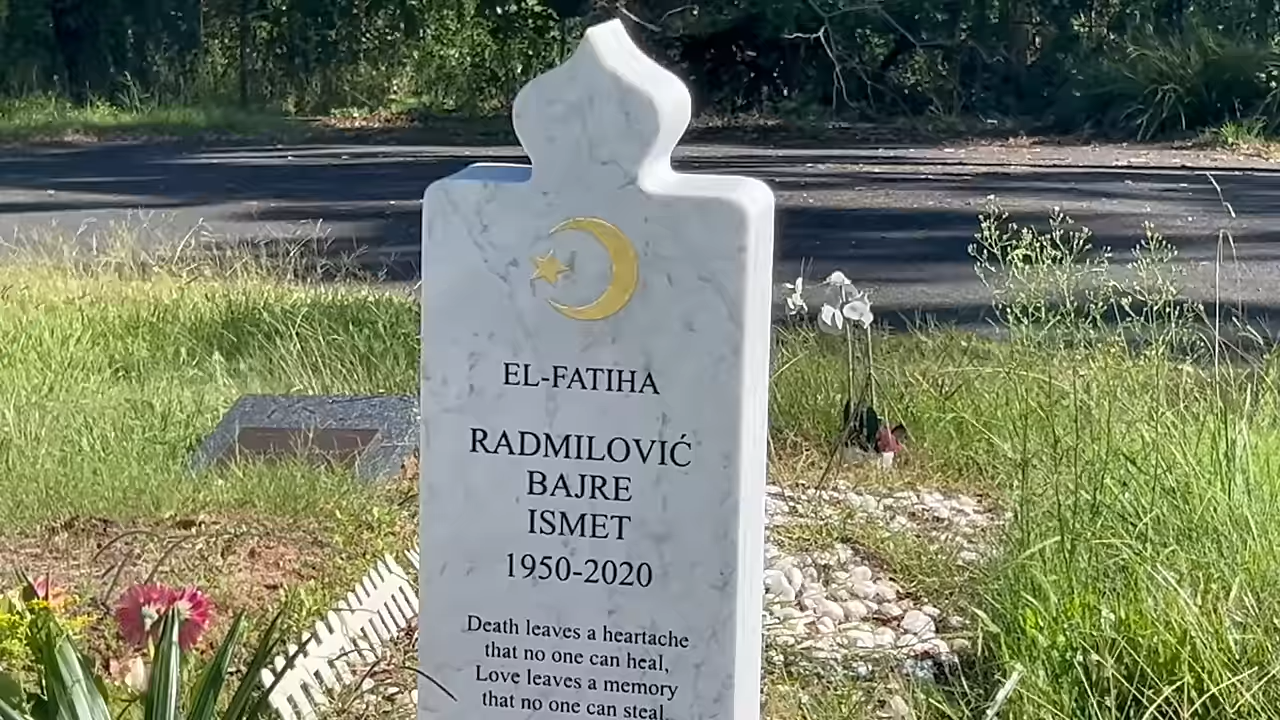 EL-FATIHA
RADMILOVIĆ
BAJRE
ISMET
1950-2020
Death leaves a heartache
that no one can heal,
Love leaves a memory
that no one can steal.